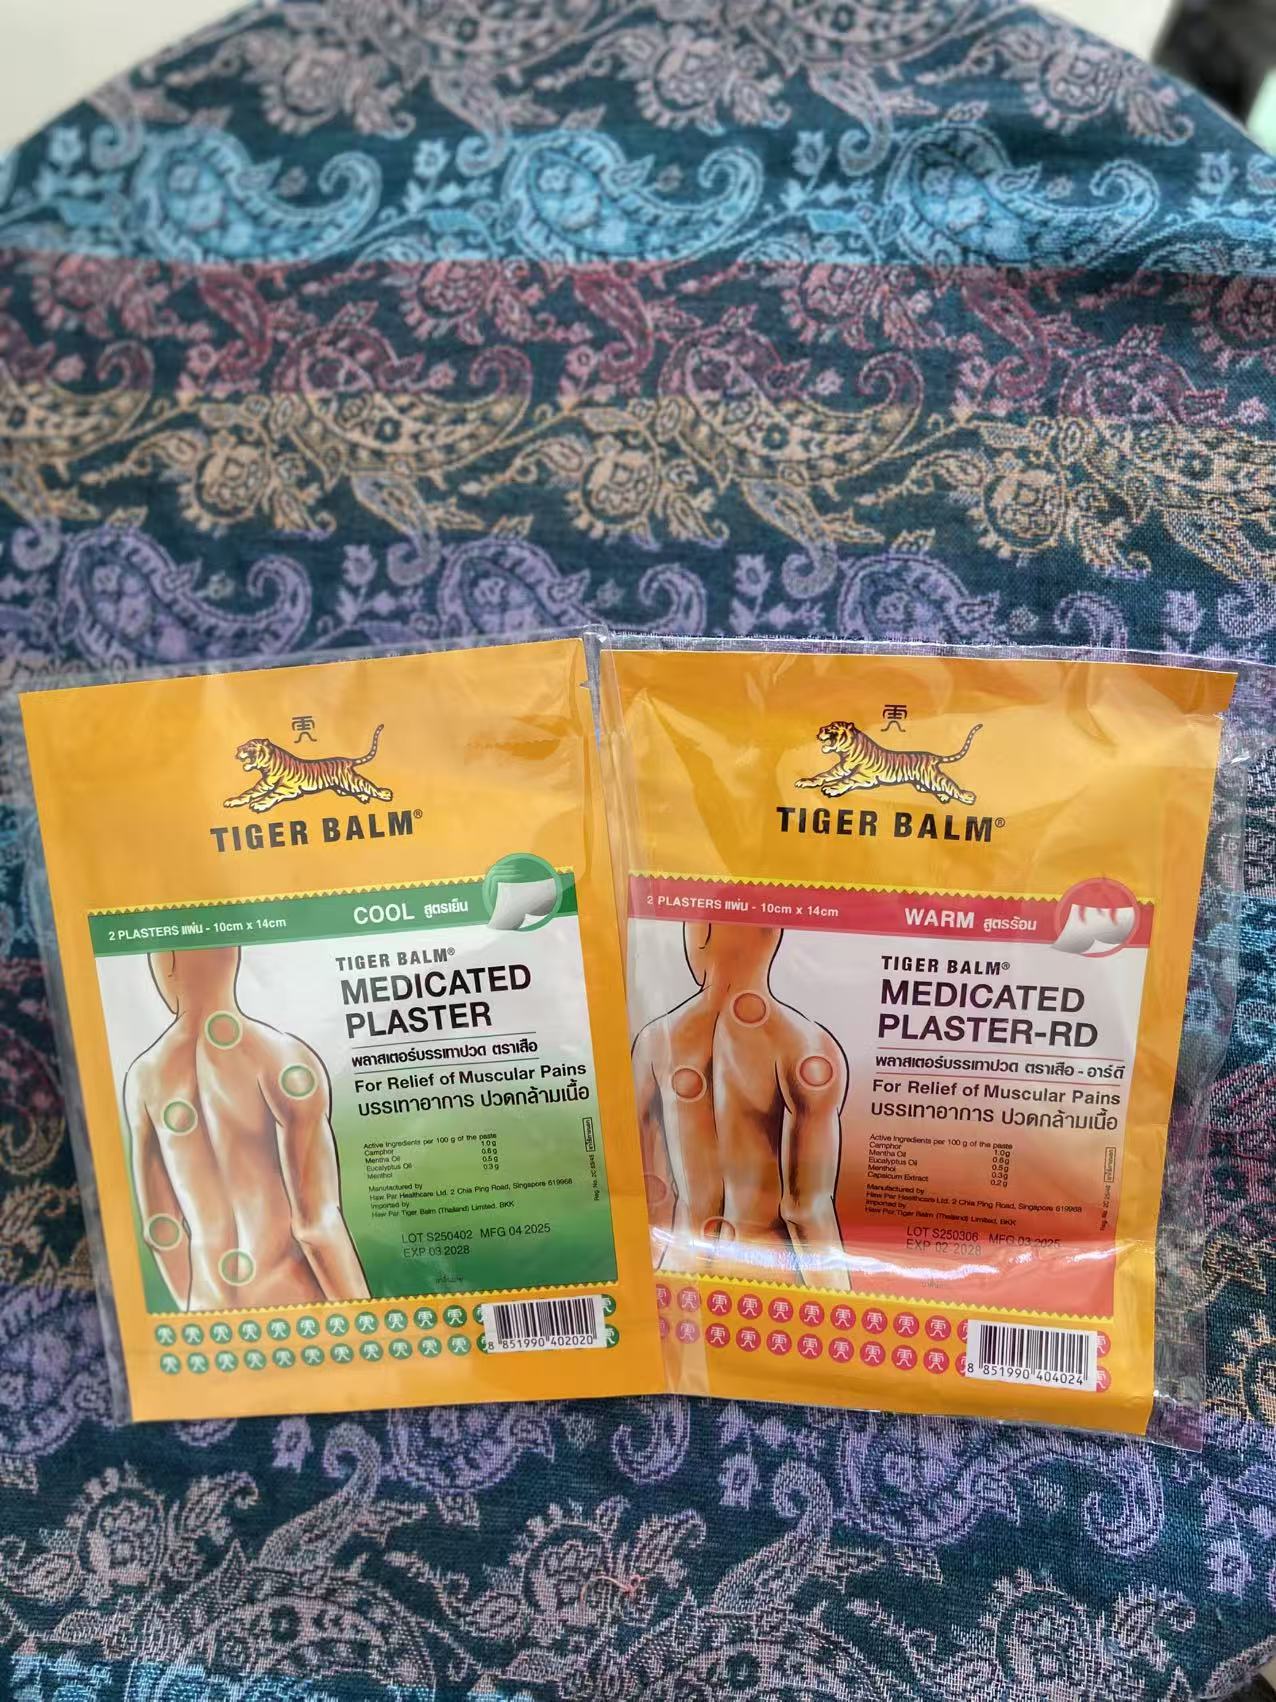 TIGER BALM®
2 PLASTERS แผ่น - 10cm x 14cm
COOL สูตรเย็น
TIGER BALM®
MEDICATED
PLASTER
พลาสเตอร์บรรเทาปวด ตราเสือ
For Relief of Muscular Pains
บรรเทาอาการ ปวดกล้ามเนื้อ
Active Ingredients per 100 g of the paste
Camphor 1.0 g
Mentha Oil 0.6 g
Eucalyptus Oil 0.5 g
Menthol 0.3 g
Manufactured by
Haw Par Healthcare Ltd. 2 Chia Ping Road, Singapore 619968
Imported by
Haw Par Tiger Balm (Thailand) Limited, BKK
LOT S250402 MFG 04 2025
EXP 03 2028
8 851990 402020
TIGER BALM®
2 PLASTERS แผ่น - 10cm x 14cm
WARM สูตรร้อน
TIGER BALM®
MEDICATED
PLASTER-RD
พลาสเตอร์บรรเทาปวด ตราเสือ - อาร์ดี
For Relief of Muscular Pains
บรรเทาอาการ ปวดกล้ามเนื้อ
Active Ingredients per 100 g of the paste
Camphor 1.0g
Mentha Oil 0.6g
Eucalyptus Oil 0.5g
Menthol 0.3g
Capsicum Extract 0.2 g
Manufactured by
Haw Par Healthcare Ltd. 2 Chia Ping Road, Singapore 619968
Imported by
Haw Par Tiger Balm (Thailand) Limited, BKK
LOT S250306 MFG 03 2025
EXP 02 2028
8 851990 404024